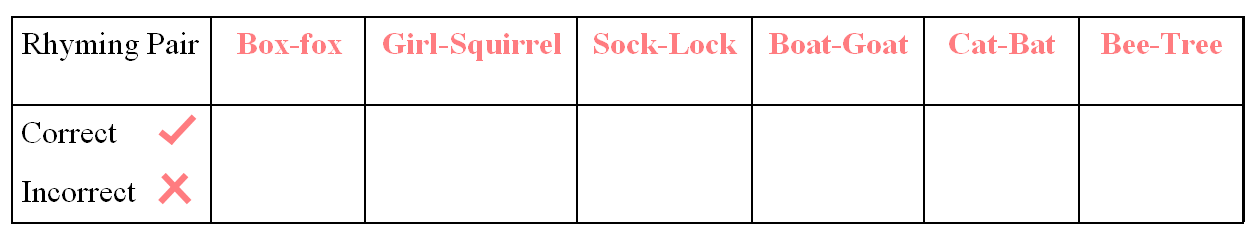 Rhyming Pair Box-fox Girl-Squirrel Sock-Lock Boat-Goat Cat-Bat Bee-Tree
Correct
Incorrect